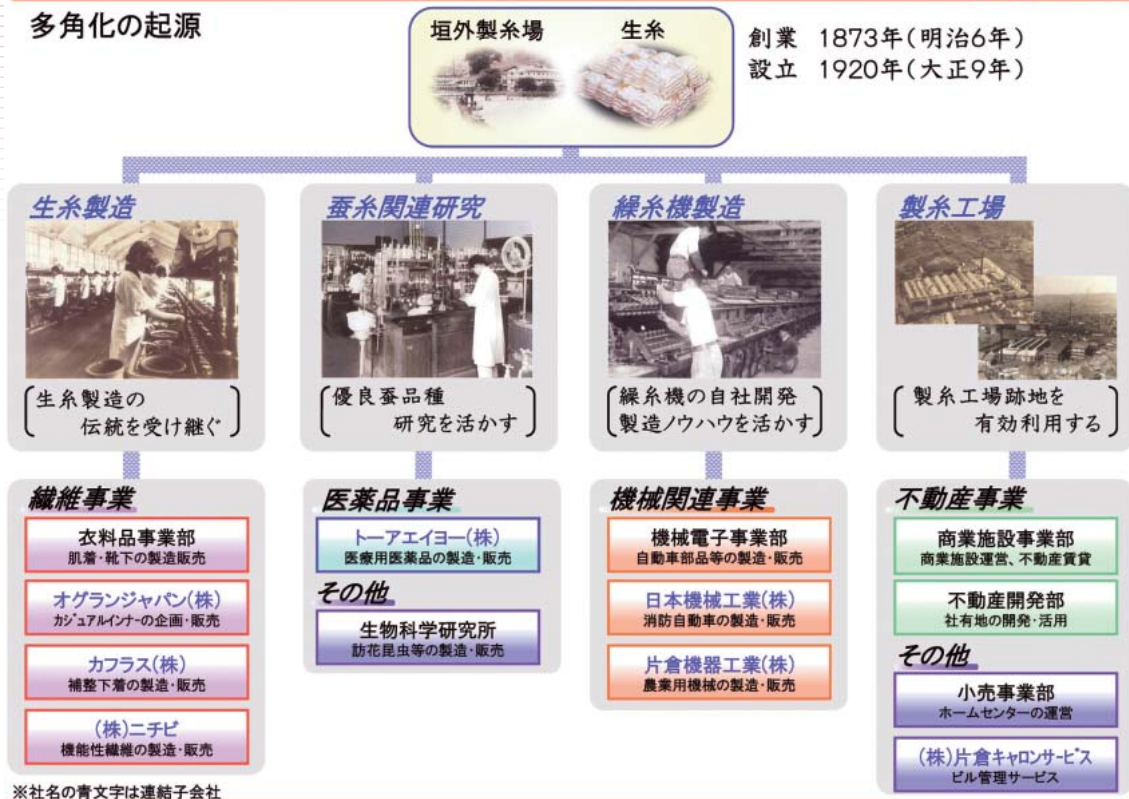 多角化の起源
垣外製糸場
生糸
創業 1873年(明治6年)
設立 1920年(大正9年)
生糸製造
生糸製造の
伝統を受け継ぐ
繊維事業
衣料品事業部
肌着・靴下の製造販売
オグランジャパン(株)
カジュアルインナーの企画・販売
カフラス(株)
補整下着の製造・販売
(株)ニチビ
機能性繊維の製造・販売
蚕糸関連研究
優良蚕品種
研究を活かす
医薬品事業
トーアエイヨー(株)
医療用医薬品の製造・販売
その他
生物科学研究所
訪花昆虫等の製造・販売
繰糸機製造
繰糸機の自社開発
製造ノウハウを活かす
機械関連事業
機械電子事業部
自動車部品等の製造・販売
日本機械工業(株)
消防自動車の製造・販売
片倉機器工業(株)
農業用機械の製造・販売
製糸工場
製糸工場跡地を
有効利用する
不動産事業
商業施設事業部
商業施設運営、不動産賃貸
不動産開発部
社有地の開発・活用
その他
小売事業部
ホームセンターの運営
(株)片倉キャロンサービス
ビル管理サービス
※社名の青文字は連結子会社